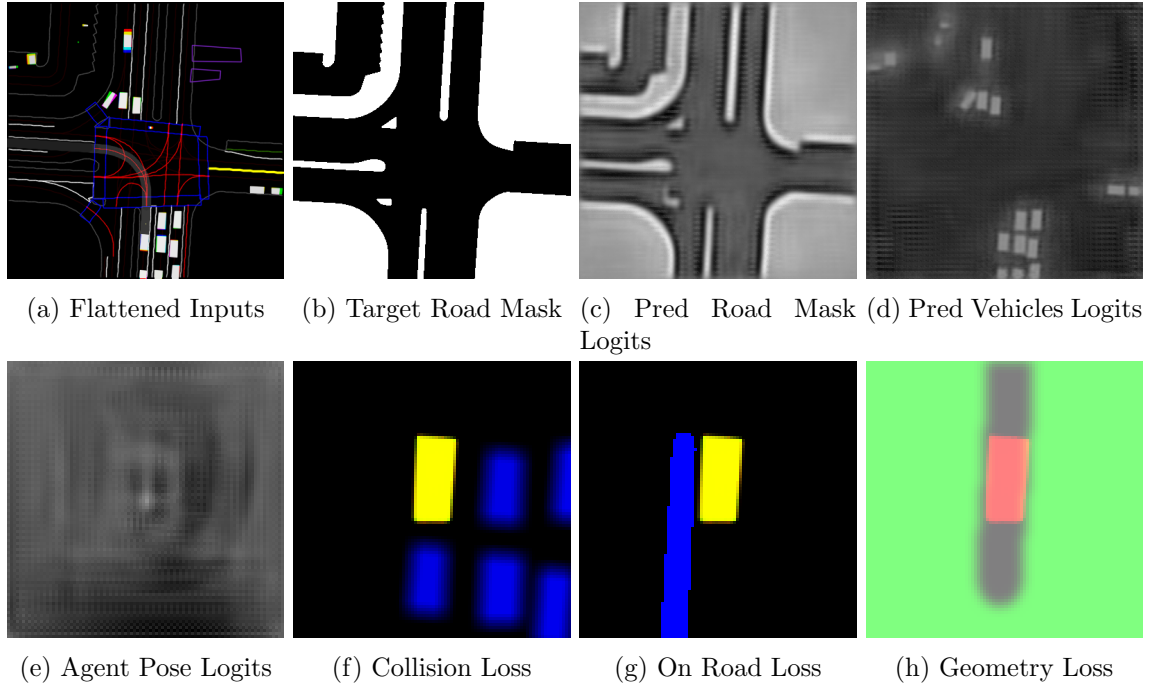 (a) Flattened Inputs
(b) Target Road Mask
(c) Pred Road Mask
Logits
(d) Pred Vehicles Logits
(e) Agent Pose Logits
(f) Collision Loss
(g) On Road Loss
(h) Geometry Loss